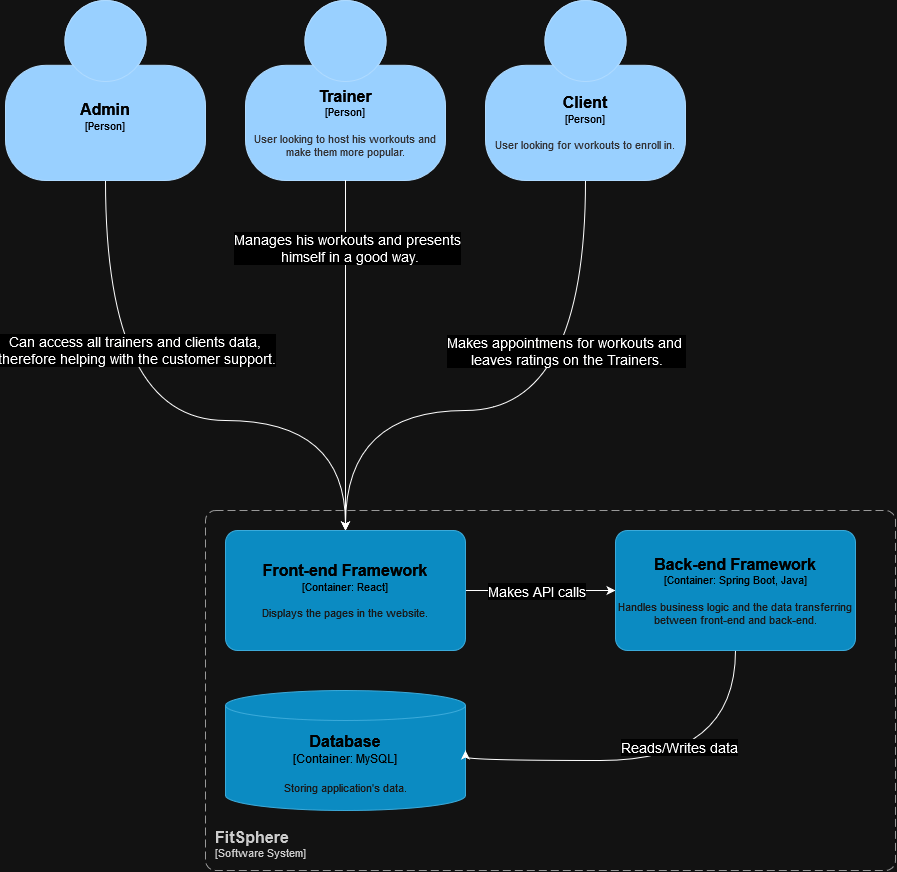 Admin
[Person]
Trainer
[Person]
User looking to host his workouts and
make them more popular.
Client
[Person]
User looking for workouts to enroll in.
Manages his workouts and presents
himself in a good way.
Can access all trainers and clients data,
therefore helping with the customer support.
Makes appointmens for workouts and
leaves ratings on the Trainers.
Front-end Framework
[Container: React]
Displays the pages in the website.
Makes API calls
Back-end Framework
[Container: Spring Boot, Java]
Handles business logic and the data transferring
between front-end and back-end.
Database
[Container: MySQL]
Storing application's data.
Reads/Writes data
FitSphere
[Software System]